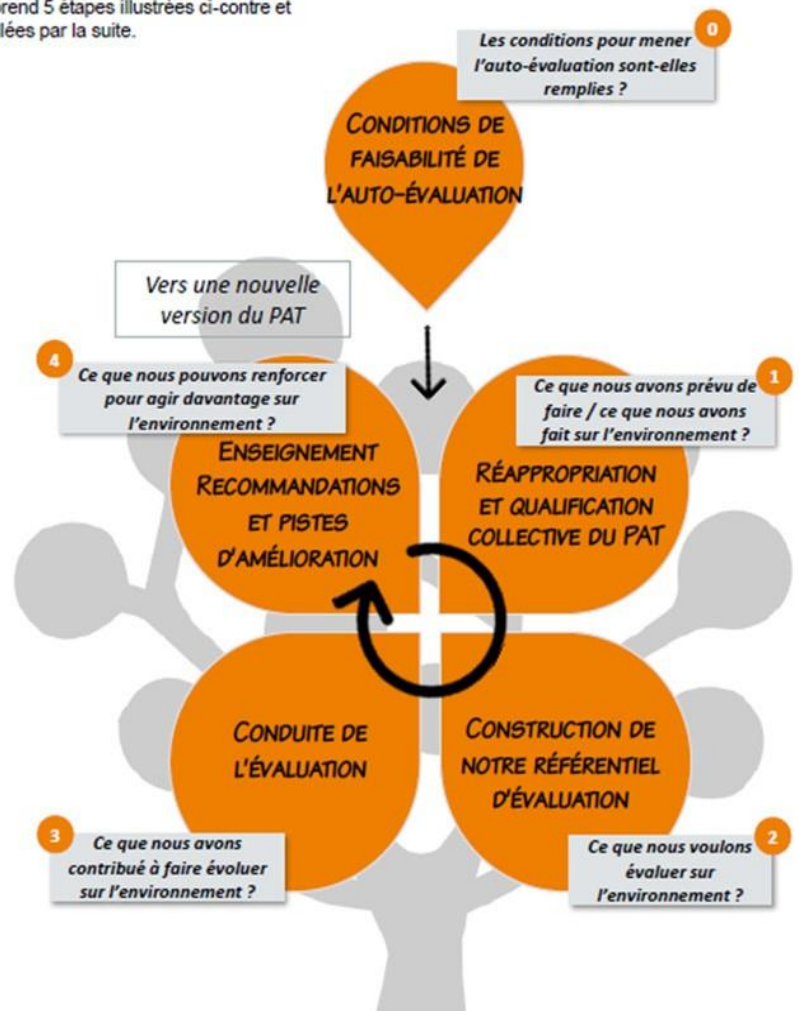 rend 5 étapes illustrées ci-contre et
lées par la suite.
0
Les conditions pour mener
l'auto-évaluation sont-elles
remplies ?
CONDITIONS DE
FAISABILITÉ DE
L'AUTO-ÉVALUATION
Vers une nouvelle
version du PAT
4
Ce que nous pouvons renforcer
pour agir davantage sur
l'environnement ?
ENSEIGNEMENT
RECOMMANDATIONS
ET PISTES
D'AMÉLIORATION
1
Ce que nous avons prévu de
faire / ce que nous avons
fait sur l'environnement ?
RÉAPPROPRIATION
ET QUALIFICATION
COLLECTIVE DU PAT
CONDUITE DE
L'ÉVALUATION
3
Ce que nous avons
contribué à faire évoluer
sur l'environnement ?
CONSTRUCTION DE
NOTRE RÉFÉRENTIEL
D'ÉVALUATION
2
Ce que nous voulons
évaluer sur
l'environnement ?